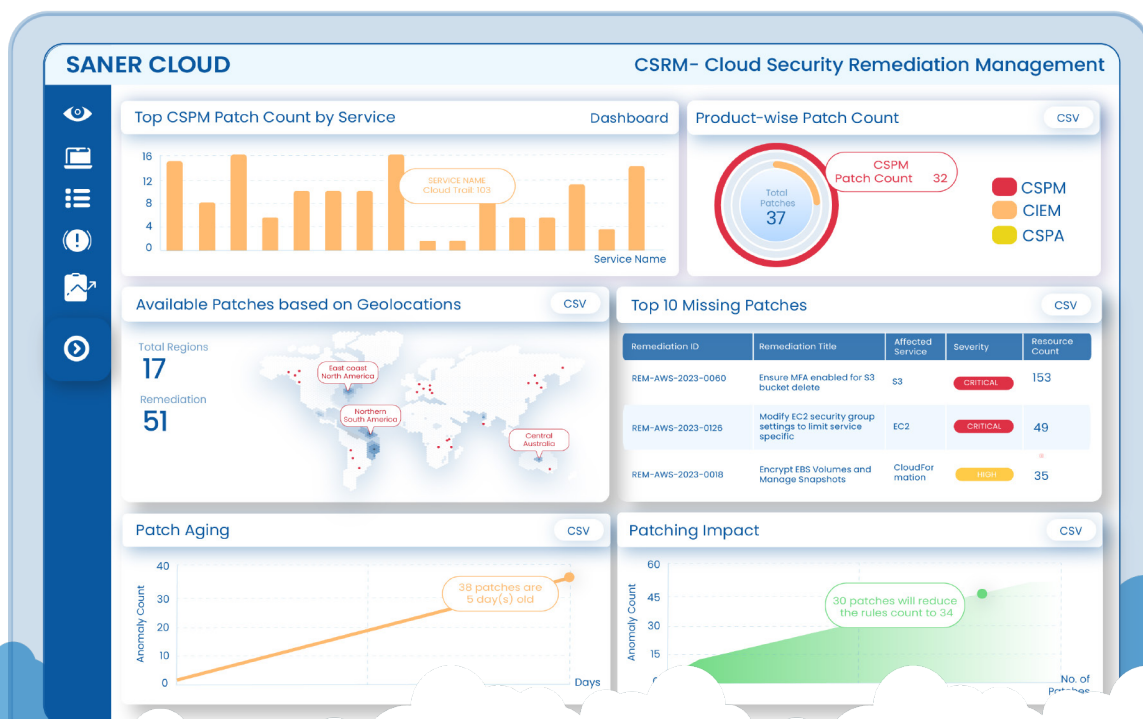 SANER CLOUD
CSRM- Cloud Security Remediation Management
Top CSPM Patch Count by Service
Dashboard
16
12
8
4
0
SERVICE NAME
Cloud Trail: 103
Service Name
Product-wise Patch Count
CSV
Total
Patches
37
CSPM
Patch Count 32
CSPM
CIEM
CSPA
Available Patches based on Geolocations
CSV
Total Regions
17
Remediation
51
East coast
North America
Northern
South America
Central
Australia
Top 10 Missing Patches
CSV
Remediation ID
Remediation Title
Affected
Service
Severity
Resource
Count
REM-AWS-2023-0060
Ensure MFA enabled for S3
bucket delete
S3
CRITICAL
153
REM-AWS-2023-0126
Modify EC2 security group
settings to limit service
specific
EC2
CRITICAL
49
REM-AWS-2023-0018
Encrypt EBS Volumes and
Manage Snapshots
CloudFor
mation
HIGH
35
Patch Aging
CSV
Anomaly Count
40
30
20
10
0
38 patches are
5 day(s) old
Days
Patching Impact
CSV
Anomaly Count
60
45
30
15
30 patches will reduce
the rules count to 34
No. of
Patches